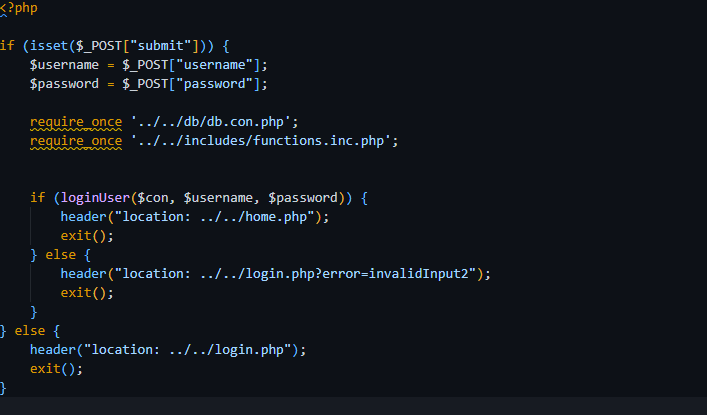 <?php
if (isset($_POST["submit"])) {
    $username = $_POST["username"];
    $password = $_POST["password"];
    require_once '../../db/db.con.php';
    require_once '../../includes/functions.inc.php';
    if (loginUser($con, $username, $password)) {
        header("location: ../../home.php");
        exit();
    } else {
        header("location: ../../login.php?error=invalidInput2");
        exit();
    }
} else {
    header("location: ../../login.php");
    exit();
}